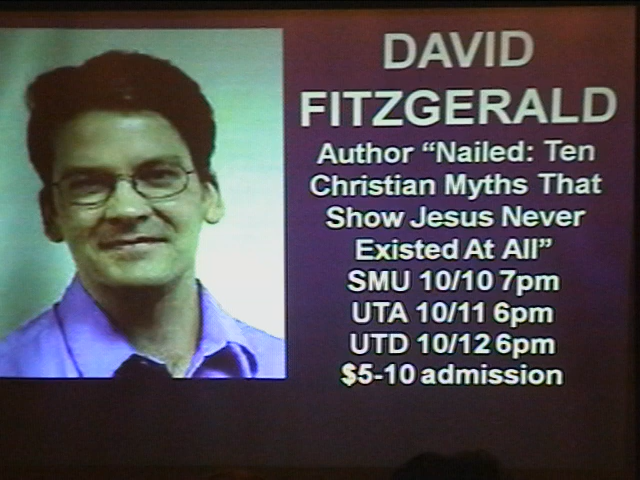 DAVID
FITZGERALD
Author “Nailed: Ten
Christian Myths That
Show Jesus Never
Existed At All”
SMU 10/10 7pm
UTA 10/11 6pm
UTD 10/12 6pm
$5-10 admission